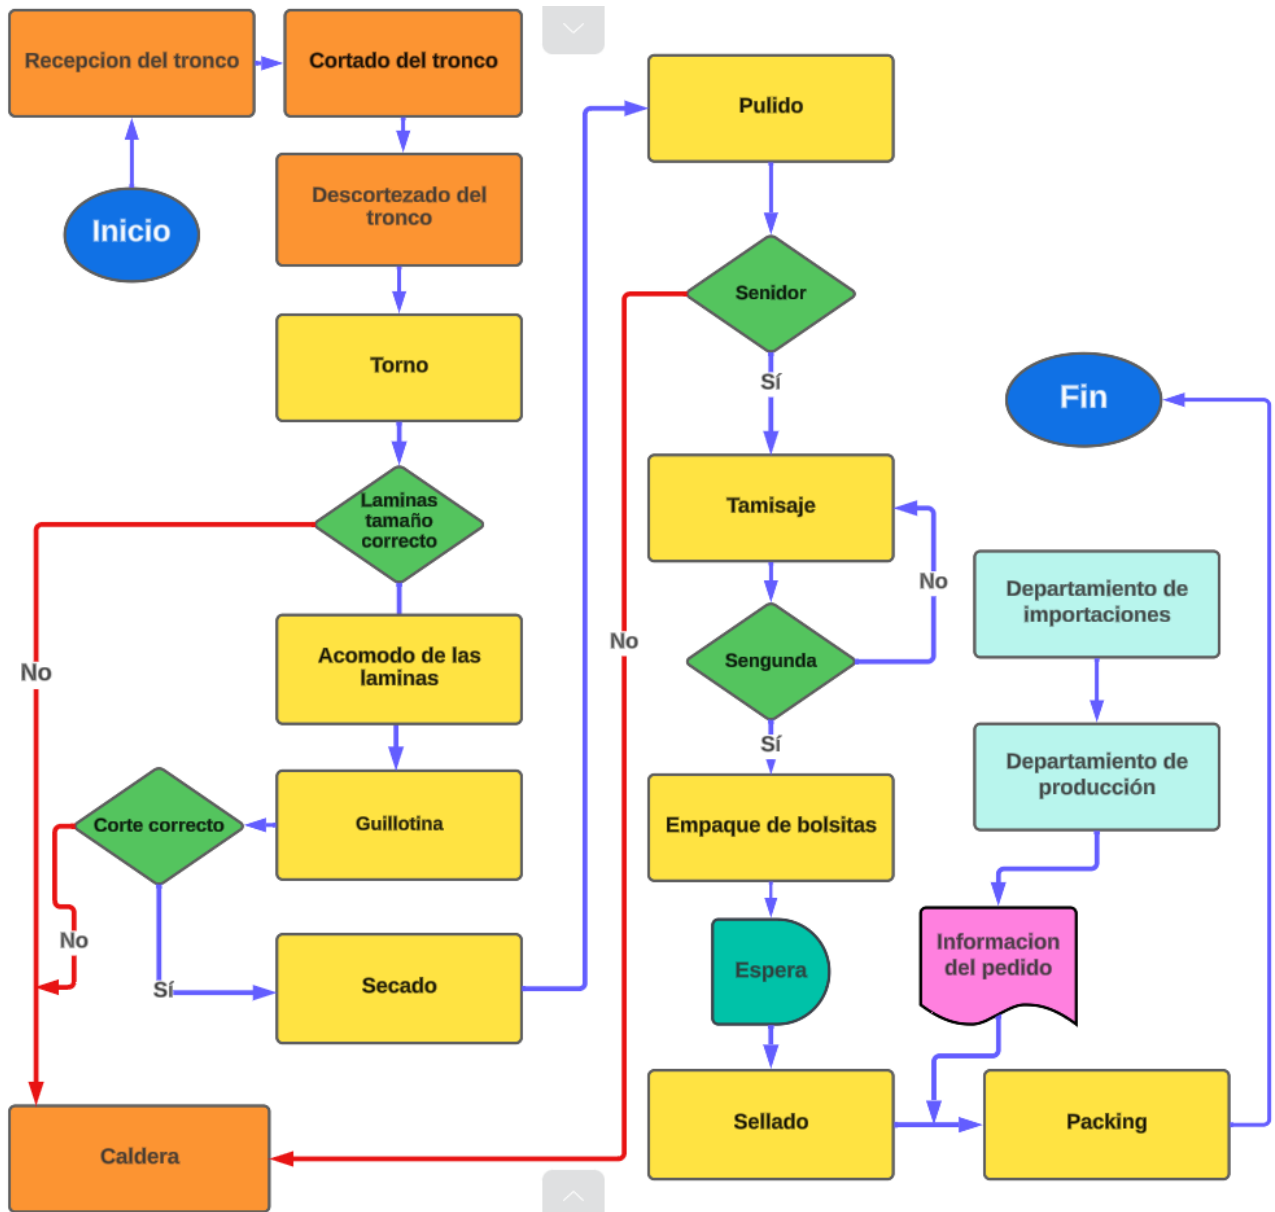 Recepcion del tronco
Cortado del tronco
Inicio
Descortezado del
tronco
Torno
Laminas
tamaño
correcto
No
Acomodo de las
laminas
Guillotina
Corte correcto
No
Sí
Secado
Caldera
Pulido
Senidor
No
Sí
Tamisaje
No
Sengunda
Sí
Empaque de bolsitas
Espera
Sellado
Departamiento de
importaciones
Departamiento de
producción
Informacion
del pedido
Packing
Fin